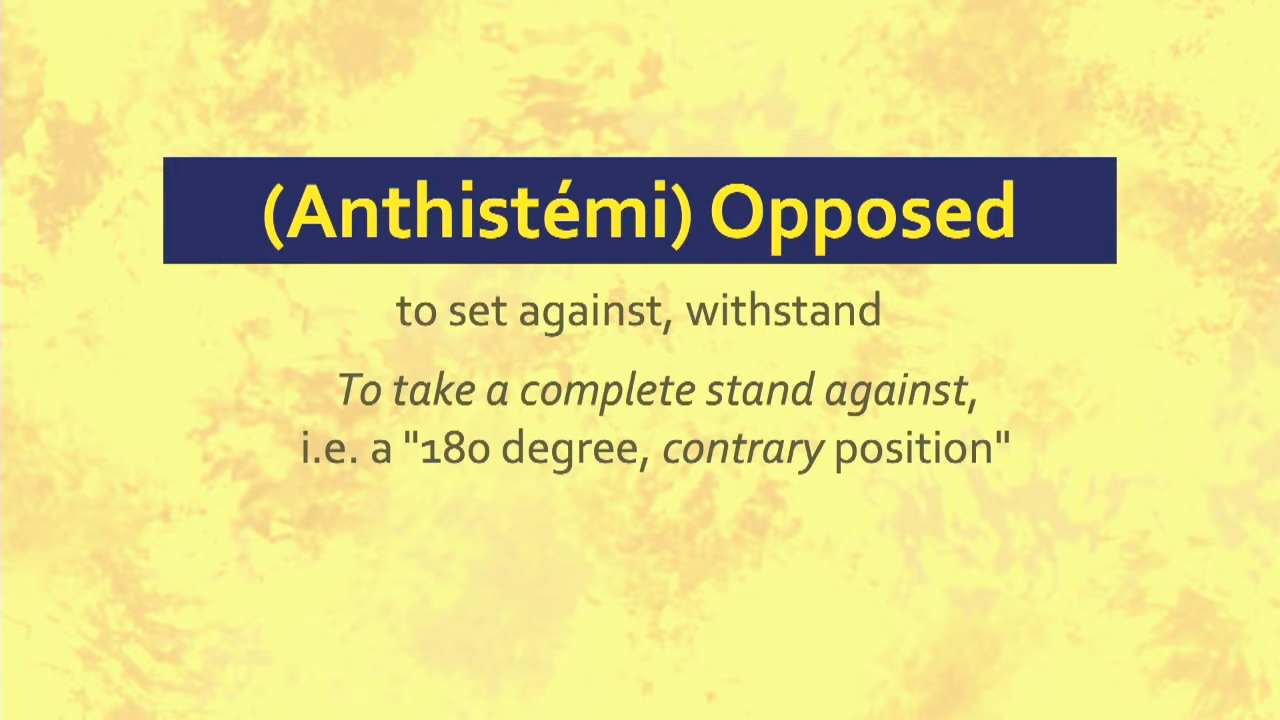 (Anthistémi) Opposed
to set against, withstand
To take a complete stand against,
i.e. a "180 degree, contrary position"